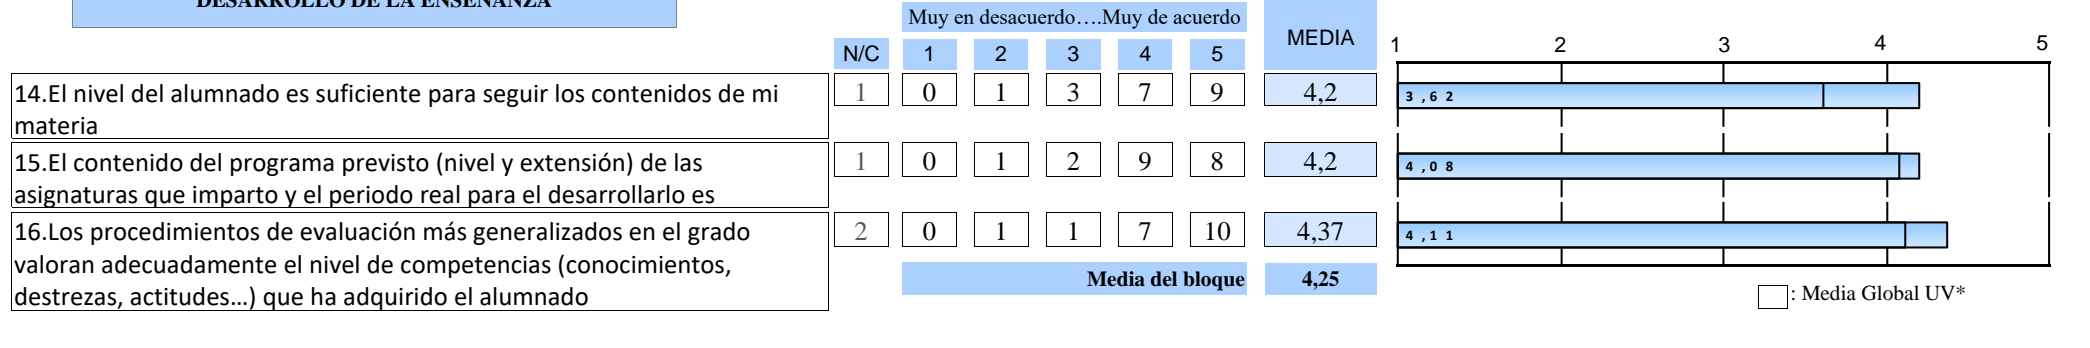 DESARROLLO DE LA ENSEÑANZA
Muy en desacuerdo….Muy de acuerdo
MEDIA
N/C 1 2 3 4 5
1 2 3 4 5
14.El nivel del alumnado es suficiente para seguir los contenidos de mi
materia
1 0 1 3 7 9 4,2
3,62
15.El contenido del programa previsto (nivel y extensión) de las
asignaturas que imparto y el periodo real para el desarrollarlo es
1 0 1 2 9 8 4,2
4,08
16.Los procedimientos de evaluación más generalizados en el grado
valoran adecuadamente el nivel de competencias (conocimientos,
destrezas, actitudes…) que ha adquirido el alumnado
2 0 1 1 7 10 4,37
4,11
Media del bloque 4,25
: Media Global UV*